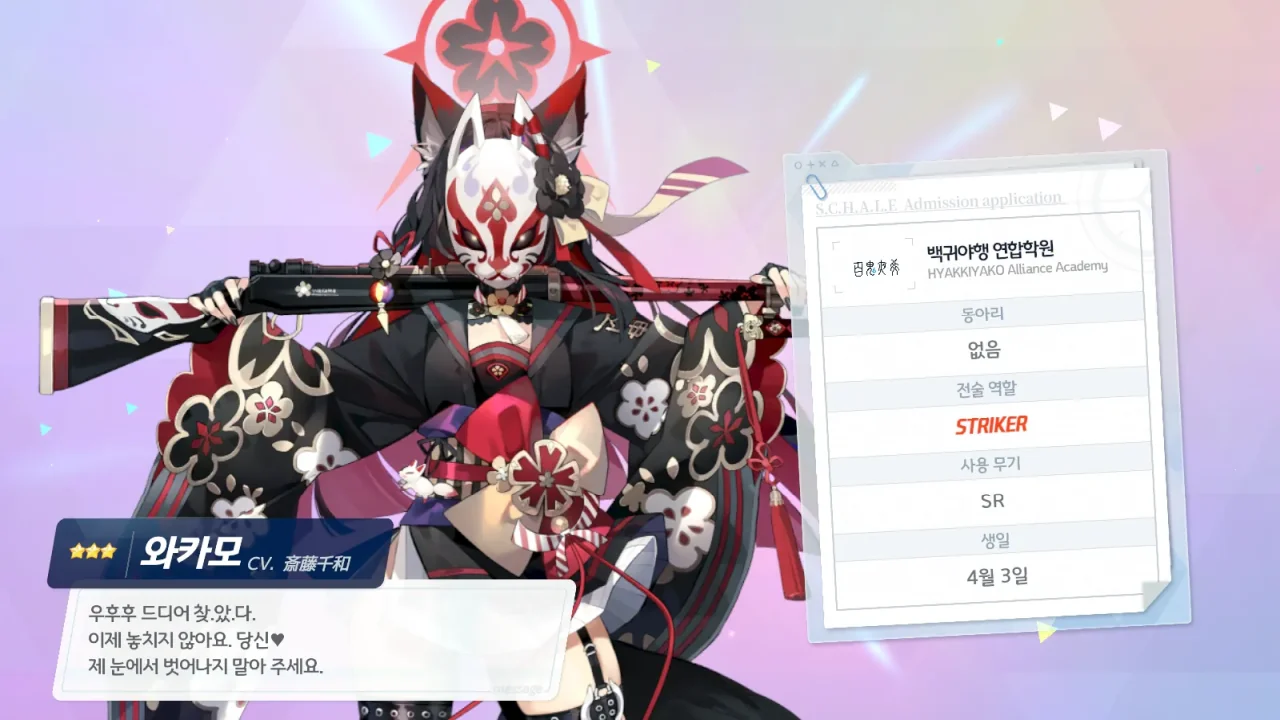 S.C.H.A.L.E Admission application
백귀야행 연합학원
HYAKKIYAKO Alliance Academy
동아리
없음
전술 역할
STRIKER
사용 무기
SR
생일
4월 3일
와카모 CV. 斎藤千和
우후후 드디어 찾.았.다.
이제 놓치지 않아요. 당신♥
제 눈에서 벗어나지 말아 주세요.
message